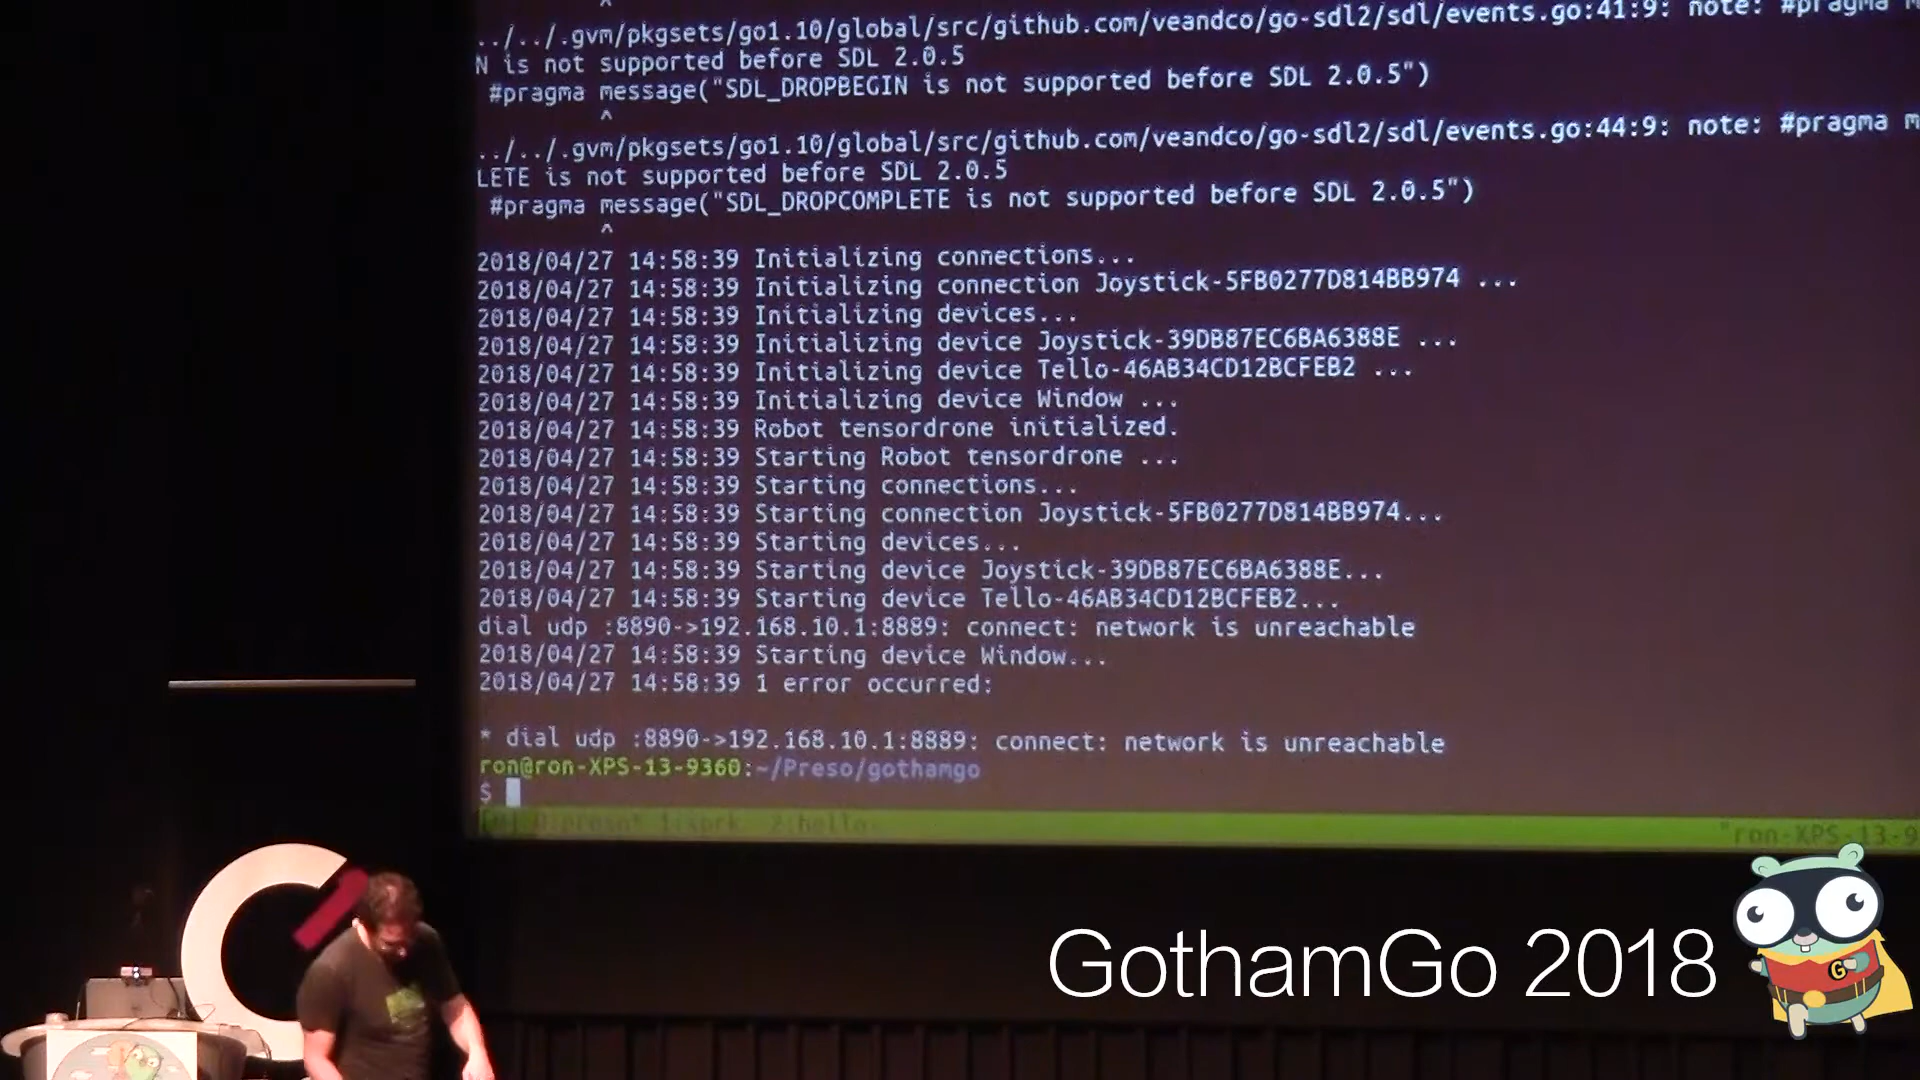 ../../.gvm/pkgsets/go1.10/global/src/github.com/veandco/go-sdl2/sdl/events.go:41:9: note: #pragma m
N is not supported before SDL 2.0.5
#pragma message("SDL_DROPBEGIN is not supported before SDL 2.0.5")
^
../../.gvm/pkgsets/go1.10/global/src/github.com/veandco/go-sdl2/sdl/events.go:44:9: note: #pragma m
LETE is not supported before SDL 2.0.5
#pragma message("SDL_DROPCOMPLETE is not supported before SDL 2.0.5")
^
2018/04/27 14:58:39 Initializing connections...
2018/04/27 14:58:39 Initializing connection Joystick-5FB0277D814BB974 ...
2018/04/27 14:58:39 Initializing devices...
2018/04/27 14:58:39 Initializing device Joystick-39DB87EC6BA6388E ...
2018/04/27 14:58:39 Initializing device Tello-46AB34CD12BCFEB2 ...
2018/04/27 14:58:39 Initializing device Window ...
2018/04/27 14:58:39 Robot tensordrone initialized.
2018/04/27 14:58:39 Starting Robot tensordrone ...
2018/04/27 14:58:39 Starting connections...
2018/04/27 14:58:39 Starting connection Joystick-5FB0277D814BB974...
2018/04/27 14:58:39 Starting devices...
2018/04/27 14:58:39 Starting device Joystick-39DB87EC6BA6388E...
2018/04/27 14:58:39 Starting device Tello-46AB34CD12BCFEB2...
dial udp :8890->192.168.10.1:8889: connect: network is unreachable
2018/04/27 14:58:39 Starting device Window...
2018/04/27 14:58:39 1 error occurred:
* dial udp :8890->192.168.10.1:8889: connect: network is unreachable
ron@ron-XPS-13-9360:~/Preso/gothamgo
$
[0] 0:present 1:sprk 2:hello- "ron-XPS-13-9
GothamGo 2018
G